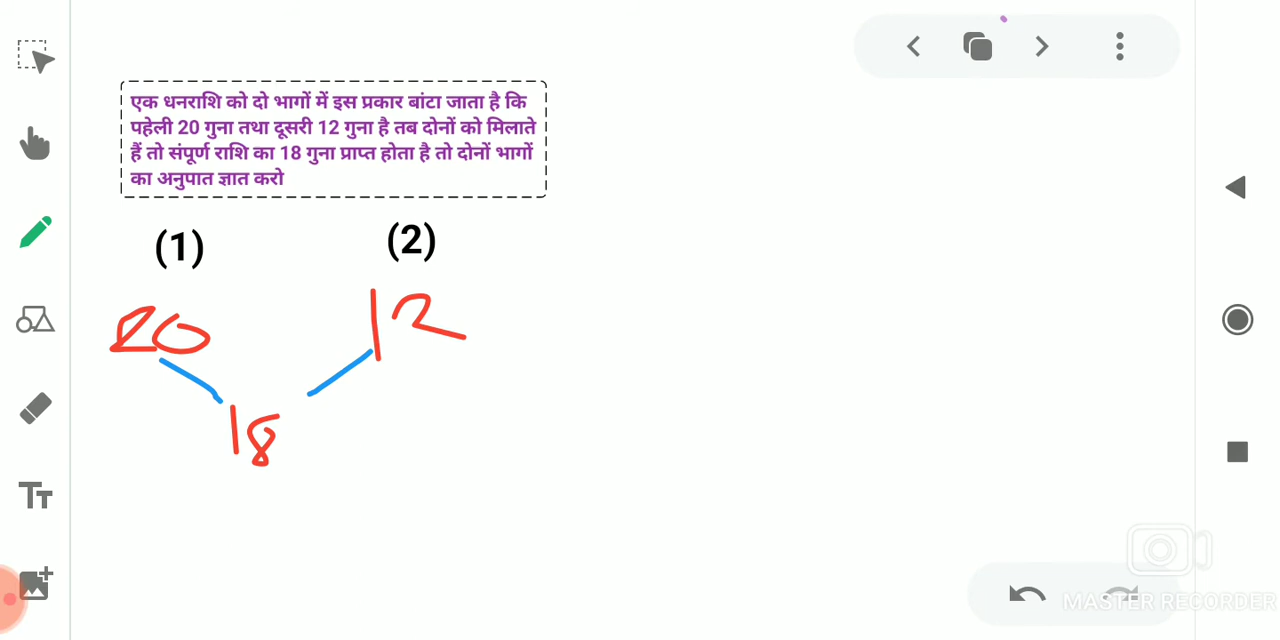 एक धनराशि को दो भागों में इस प्रकार बांटा जाता है कि
पहेली 20 गुना तथा दूसरी 12 गुना है तब दोनों को मिलाते
हैं तो संपूर्ण राशि का 18 गुना प्राप्त होता है तो दोनों भागों
का अनुपात ज्ञात करो
(1) (2)
20 12
18
TT
MASTER RECORDER